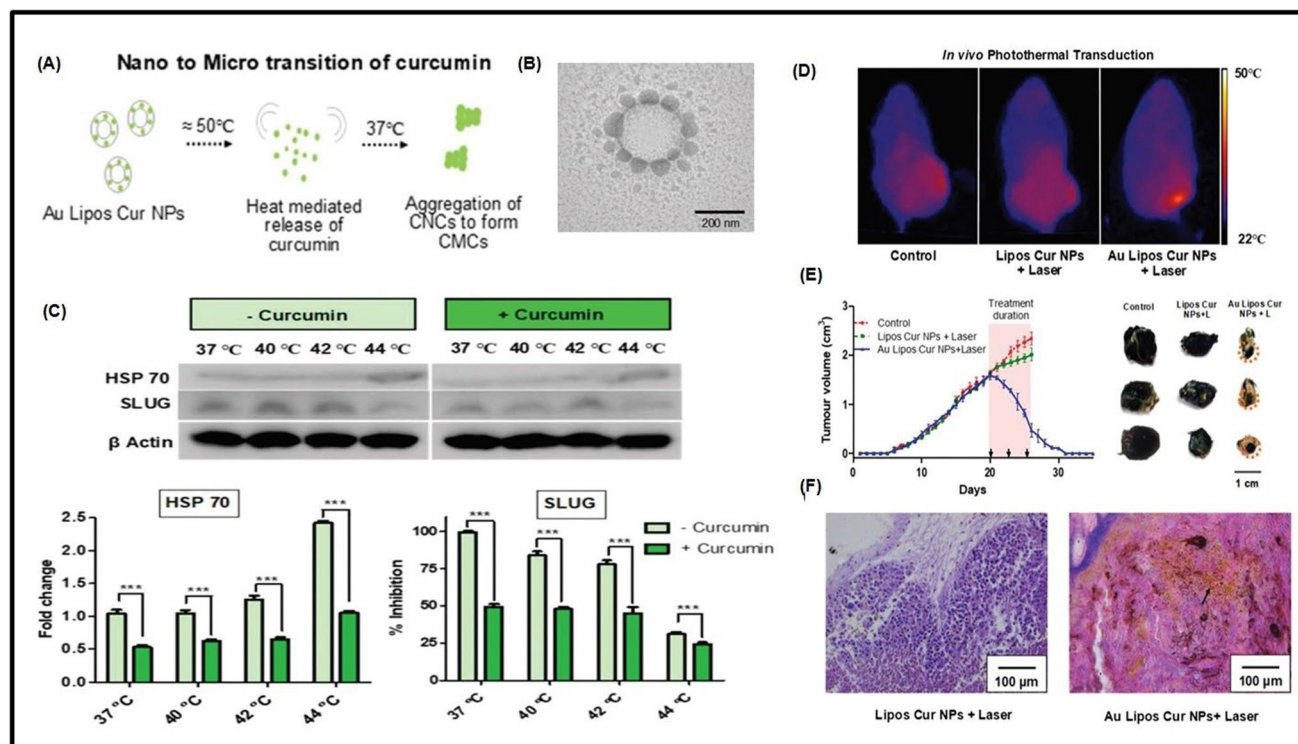 (A)
Nano to Micro transition of curcumin
≈ 50°C
37°C
Au Lipos Cur NPs
Heat mediated
release of
curcumin
Aggregation of
CNCs to form
CMCs
(B)
200 nm
(C)
- Curcumin
+ Curcumin
37 °C 40 °C 42 °C 44 °C 37 °C 40 °C 42 °C 44 °C
HSP 70
SLUG
β Actin
HSP 70
Fold change
2.5
2.0
1.5
1.0
0.5
0.0
***
***
***
***
37 °C
40 °C
42 °C
44 °C
SLUG
% Inhibition
100
75
50
25
0
***
***
***
***
- Curcumin
+ Curcumin
37 °C
40 °C
42 °C
44 °C
(D)
In vivo Photothermal Transduction
50°C
22°C
Control
Lipos Cur NPs
+ Laser
Au Lipos Cur NPs
+ Laser
(E)
Treatment
duration
Control
Lipos Cur NPs + Laser
Au Lipos Cur NPs+Laser
Tumour volume (cm³)
3
2
1
0
10
20
30
Days
Control
Lipos Cur
NPs+L
Au Lipos Cur
NPs + L
1 cm
(F)
100 µm
100 µm
Lipos Cur NPs + Laser
Au Lipos Cur NPs+ Laser